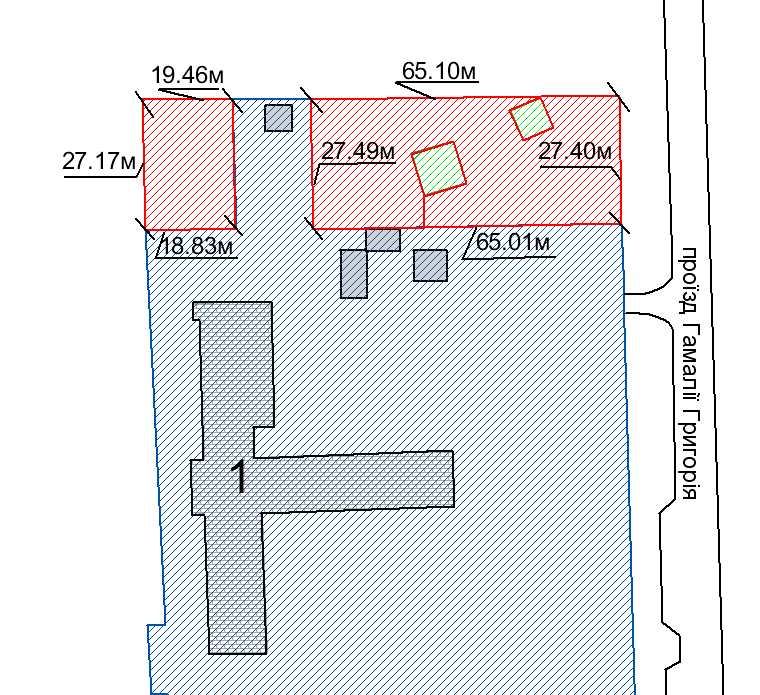 19.46м
65.10м
27.17м
27.49м
27.40м
18.83м
65.01м
проїзд Гамалії Григорія
1